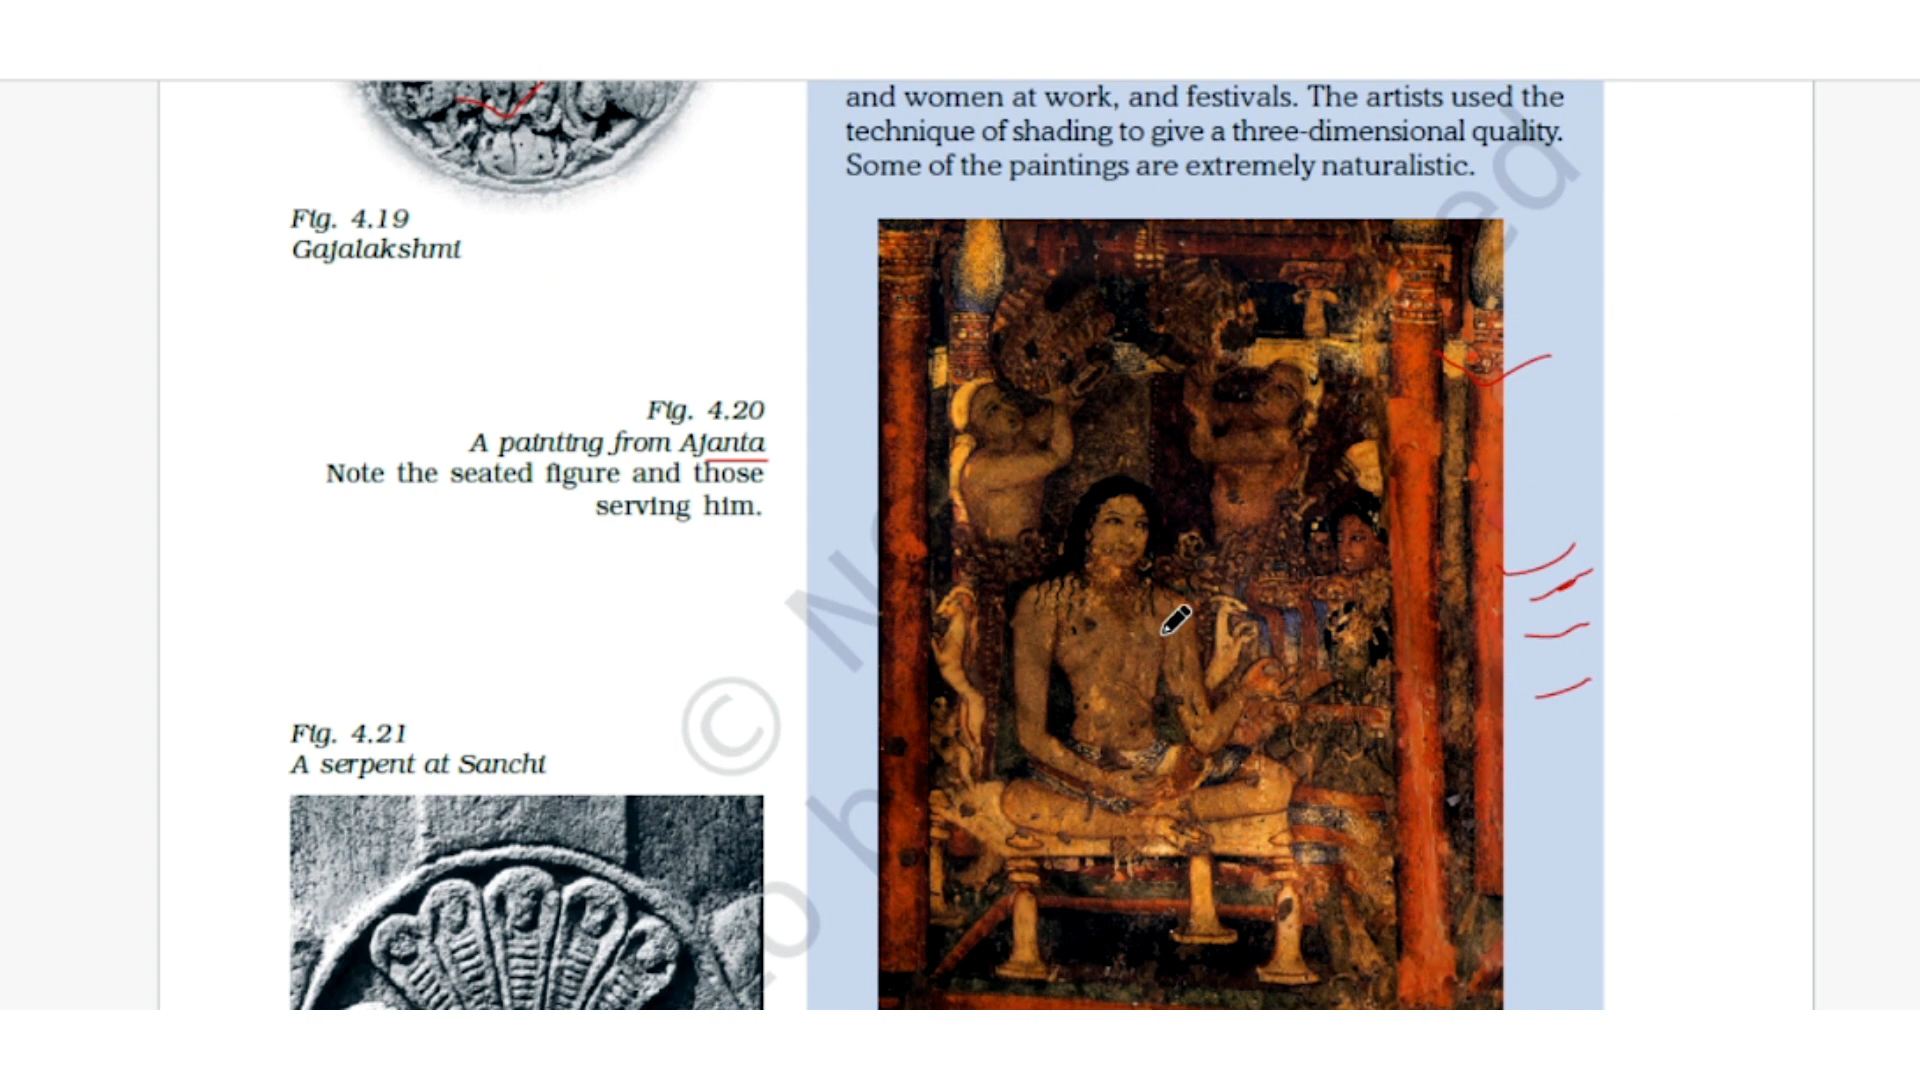 and women at work, and festivals. The artists used the
technique of shading to give a three-dimensional quality.
Some of the paintings are extremely naturalistic.
Fig. 4.19
Gajalakshmi
Fig. 4.20
A painting from Ajanta
Note the seated figure and those
serving him.
Fig. 4.21
A serpent at Sanchi